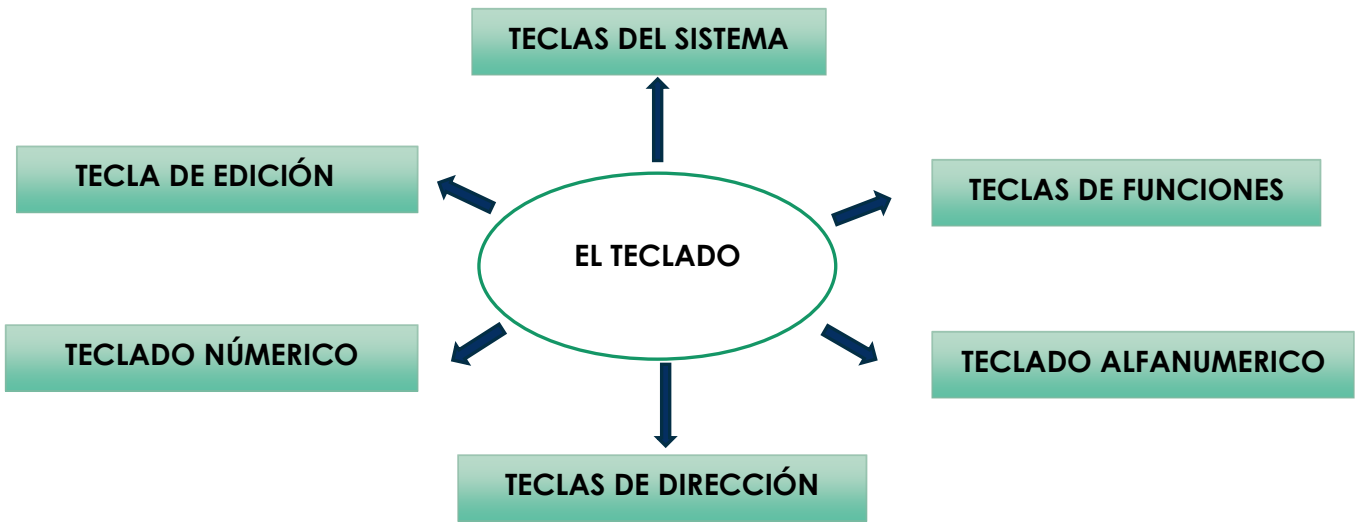 TECLAS DEL SISTEMA
TECLA DE EDICIÓN
TECLAS DE FUNCIONES
EL TECLADO
TECLADO NÚMERICO
TECLADO ALFANUMERICO
TECLAS DE DIRECCIÓN